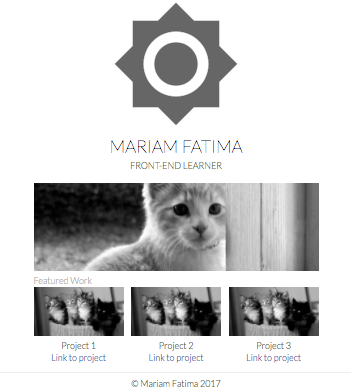 MARIAM FATIMA
FRONT-END LEARNER
Featured Work
Project 1
Link to project
Project 2
Link to project
Project 3
Link to project
© Mariam Fatima 2017